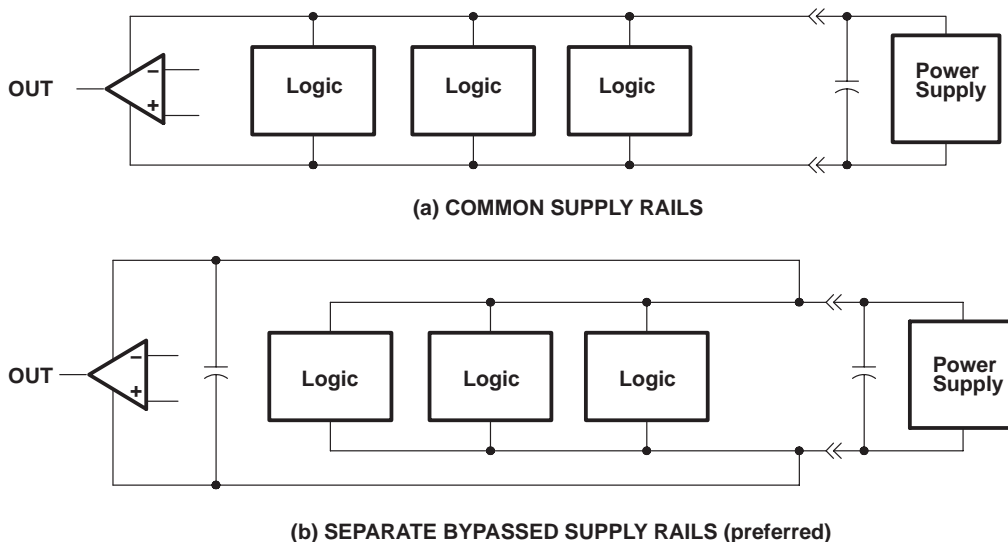 OUT
−
+
Logic
Logic
Logic
Power
Supply
(a) COMMON SUPPLY RAILS
OUT
−
+
Logic
Logic
Logic
Power
Supply
(b) SEPARATE BYPASSED SUPPLY RAILS (preferred)